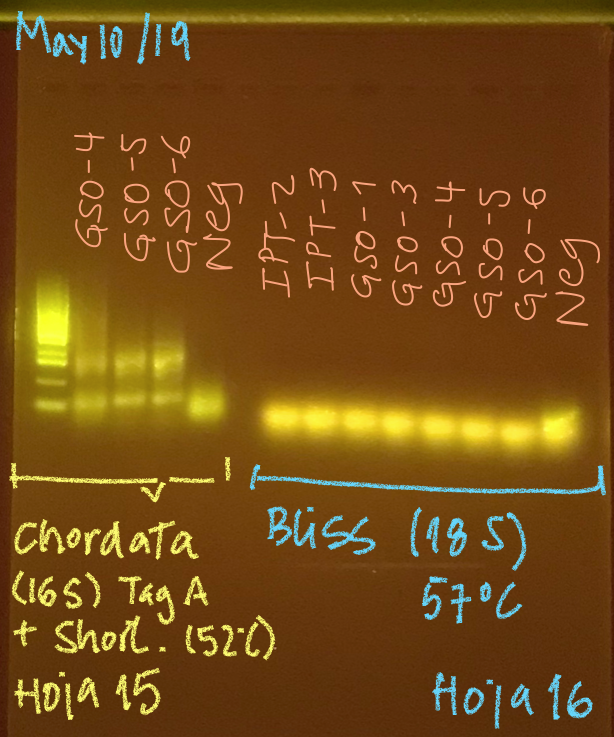 May 10/19
GSO-4
GSO-5
GSO-6
Neg
IPT-2
IPT-3
GSO-1
GSO-3
GSO-4
GSO-5
GSO-6
Neg
Chordata
(16S) Tag A
+ Short. (52°C)
Hoja 15
Bliss (18 S)
57°C
Hoja 16